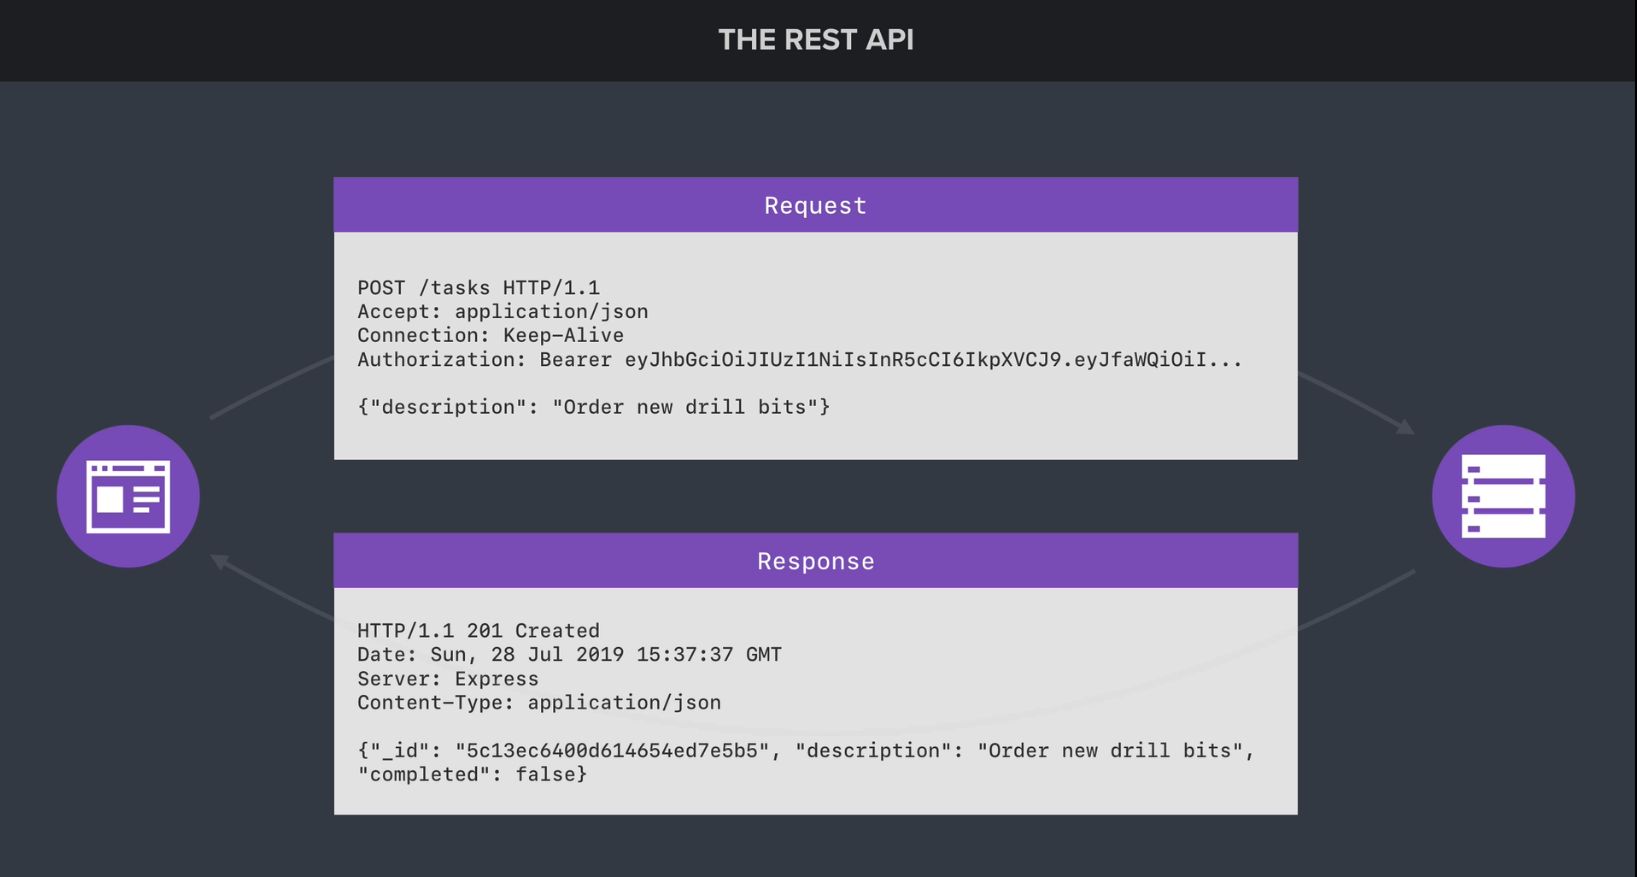 THE REST API
Request
POST /tasks HTTP/1.1
Accept: application/json
Connection: Keep-Alive
Authorization: Bearer eyJhbGciOiJIUzI1NiIsInR5cCI6IkpXVCJ9.eyJfaWQiOiI...
{"description": "Order new drill bits"}
Response
HTTP/1.1 201 Created
Date: Sun, 28 Jul 2019 15:37:37 GMT
Server: Express
Content-Type: application/json
{"_id": "5c13ec6400d614654ed7e5b5", "description": "Order new drill bits",
"completed": false}